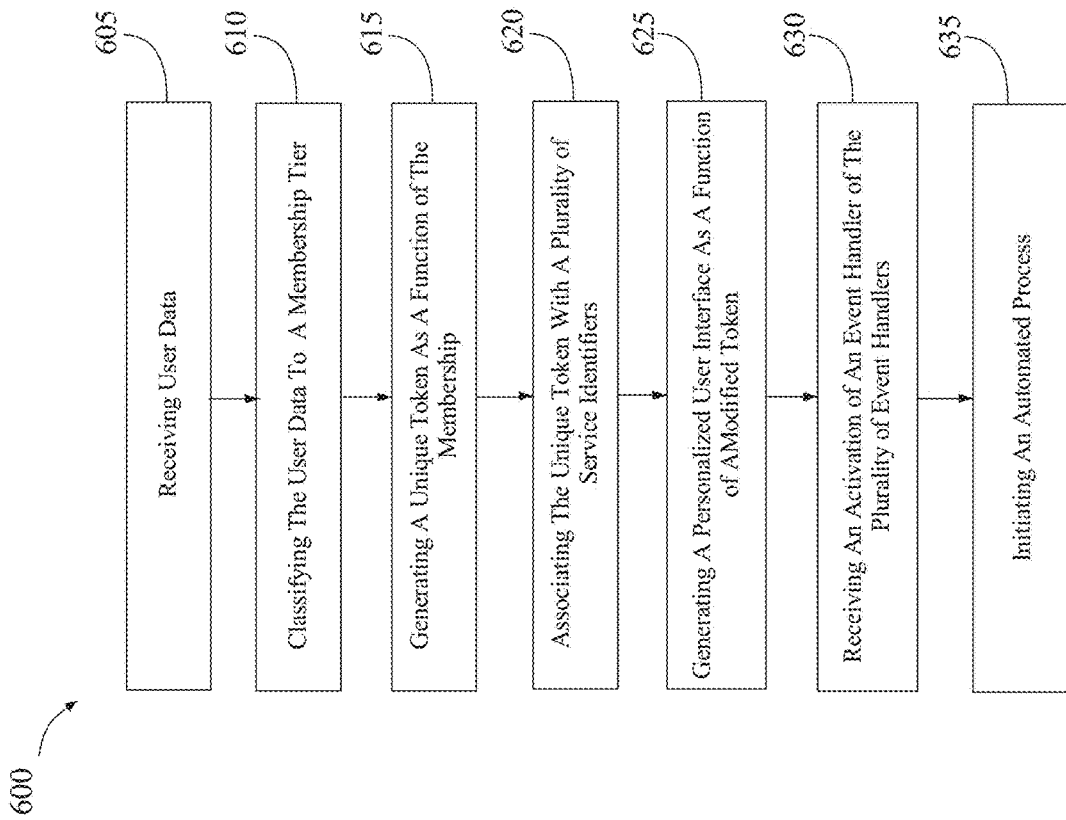 600
605
Receiving User Data
610
Classifying The User Data To A Membership Tier
615
Generating A Unique Token As A Function of The
Membership
620
Associating The Unique Token With A Plurality of
Service Identifiers
625
Generating A Personalized User Interface As A Function
of AModified Token
630
Receiving An Activation of An Event Handler of The
Plurality of Event Handlers
635
Initiating An Automated Process